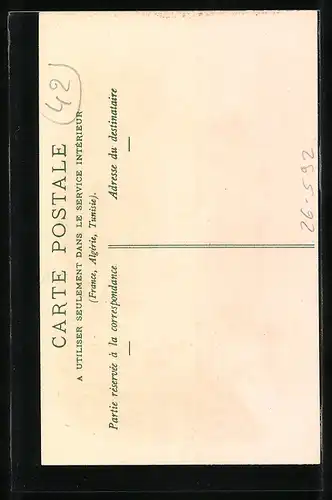 (42)
CARTE POSTALE
A UTILISER SEULEMENT DANS LE SERVICE INTÉRIEUR
(France, Algérie, Tunisie).
Partie réservée à la correspondance
Adresse du destinataire
26-592